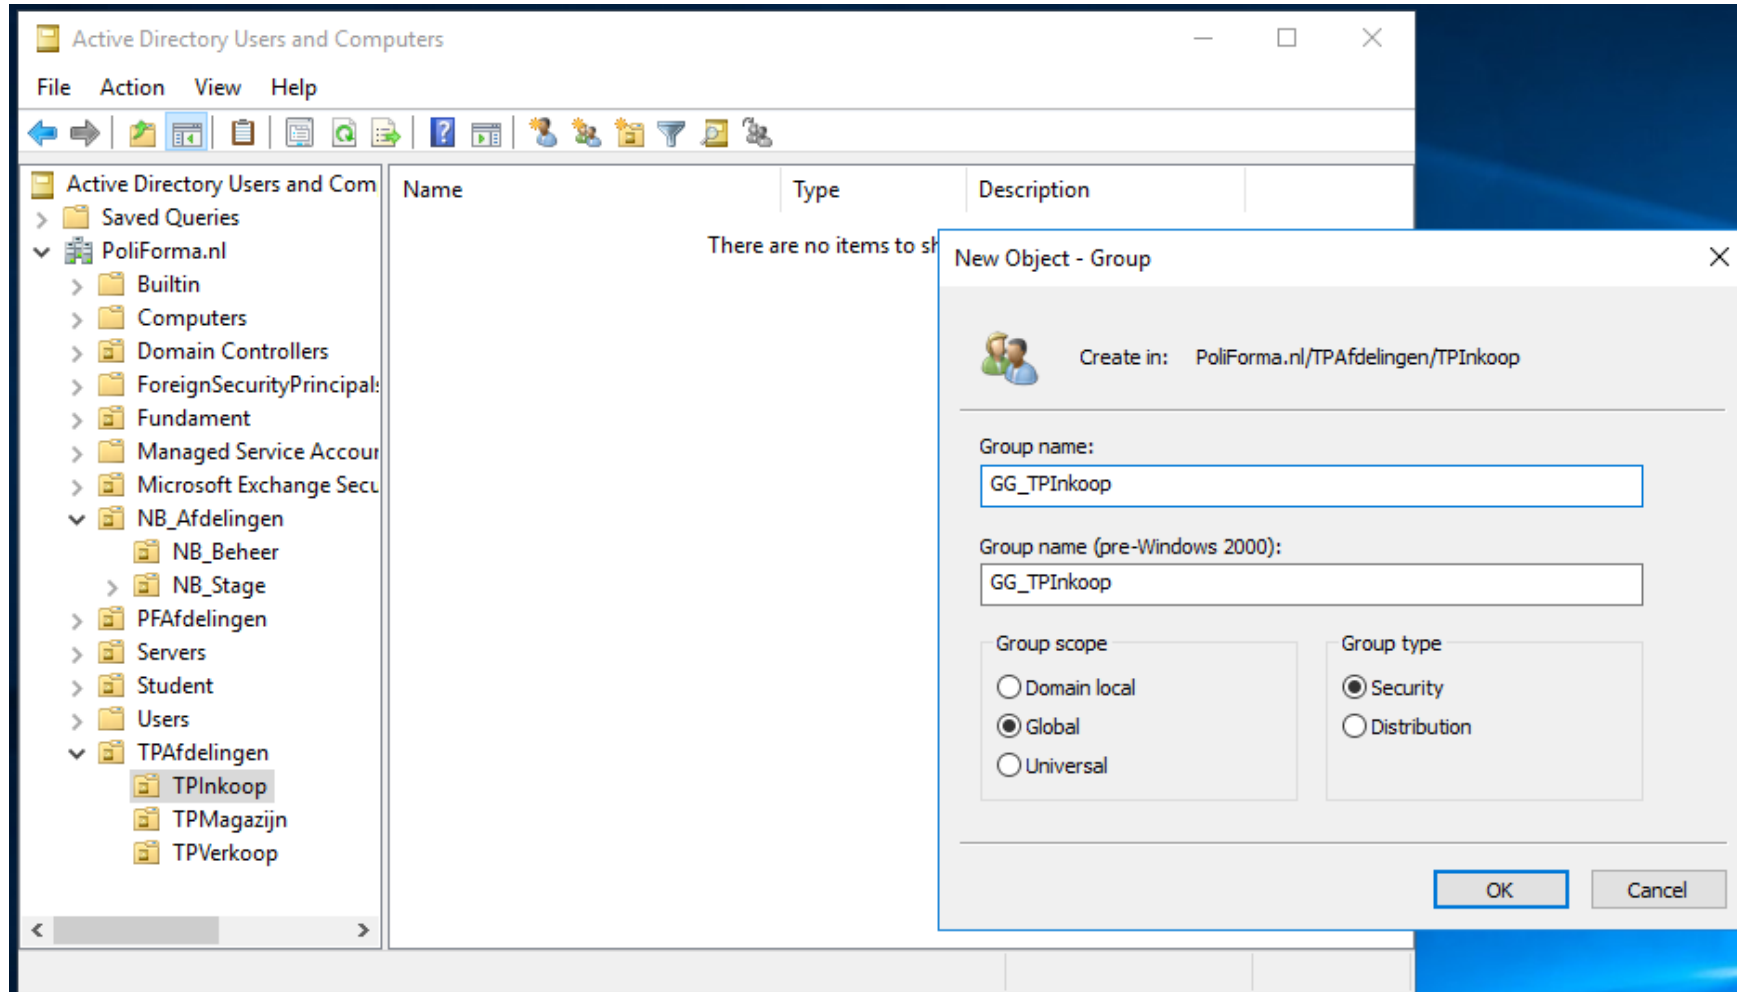 Active Directory Users and Computers
File Action View Help
Active Directory Users and Com
Saved Queries
PoliForma.nl
Builtin
Computers
Domain Controllers
ForeignSecurityPrincipals
Fundament
Managed Service Accour
Microsoft Exchange Secu
NB_Afdelingen
NB_Beheer
NB_Stage
PFAfdelingen
Servers
Student
Users
TPAfdelingen
TPInkoop
TPMagazijn
TPVerkoop
Name Type Description
There are no items to sh
New Object - Group
Create in: PoliForma.nl/TPAfdelingen/TPInkoop
Group name:
GG_TPInkoop
Group name (pre-Windows 2000):
GG_TPInkoop
Group scope
Domain local
Global
Universal
Group type
Security
Distribution
OK Cancel